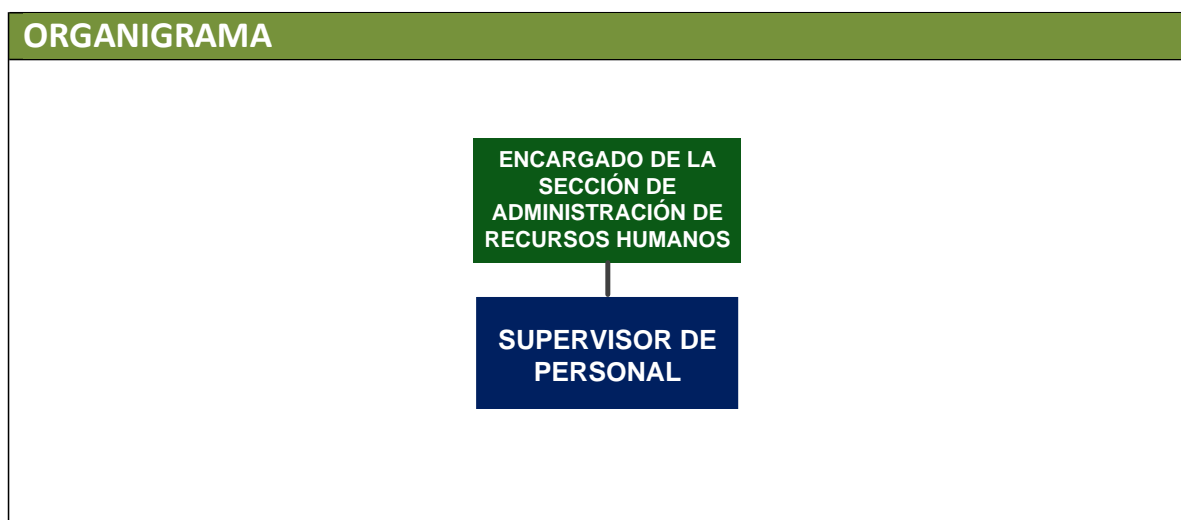 ORGANIGRAMA
ENCARGADO DE LA
SECCIÓN DE
ADMINISTRACIÓN DE
RECURSOS HUMANOS
SUPERVISOR DE
PERSONAL